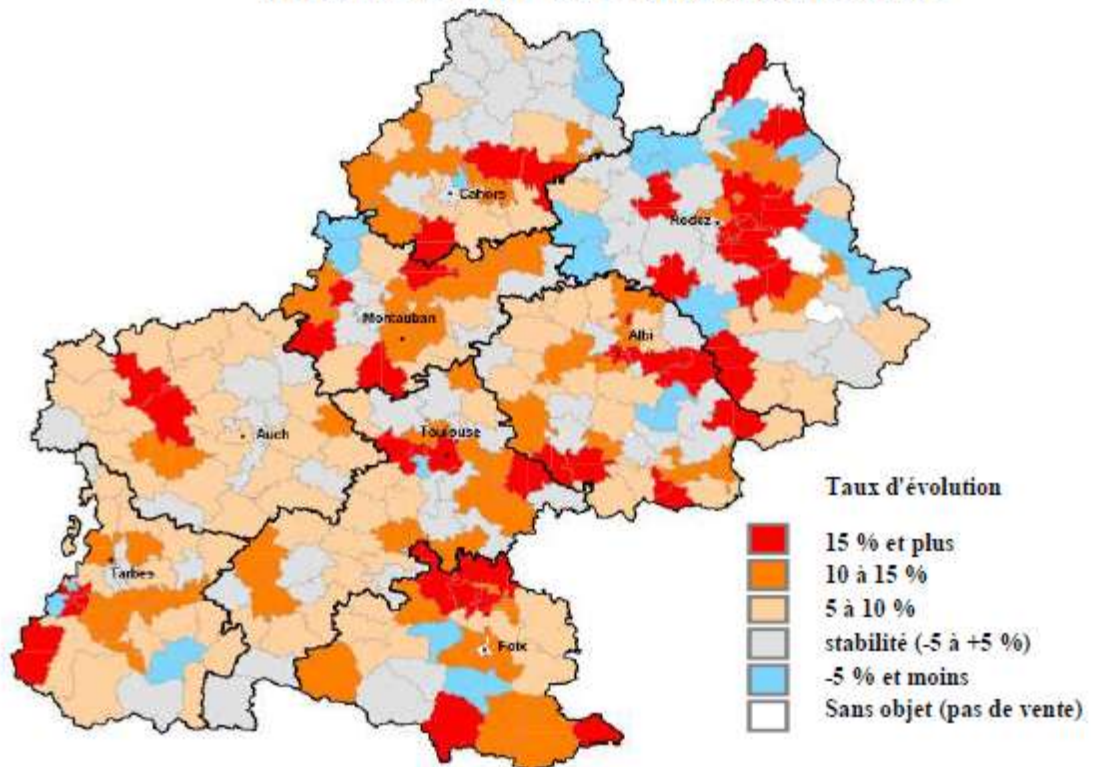 Cahors
Rodez
Montauban
Albi
Auch
Toulouse
Tarbes
Foix
Taux d'évolution
15 % et plus
10 à 15 %
5 à 10 %
stabilité (-5 à +5 %)
-5 % et moins
Sans objet (pas de vente)